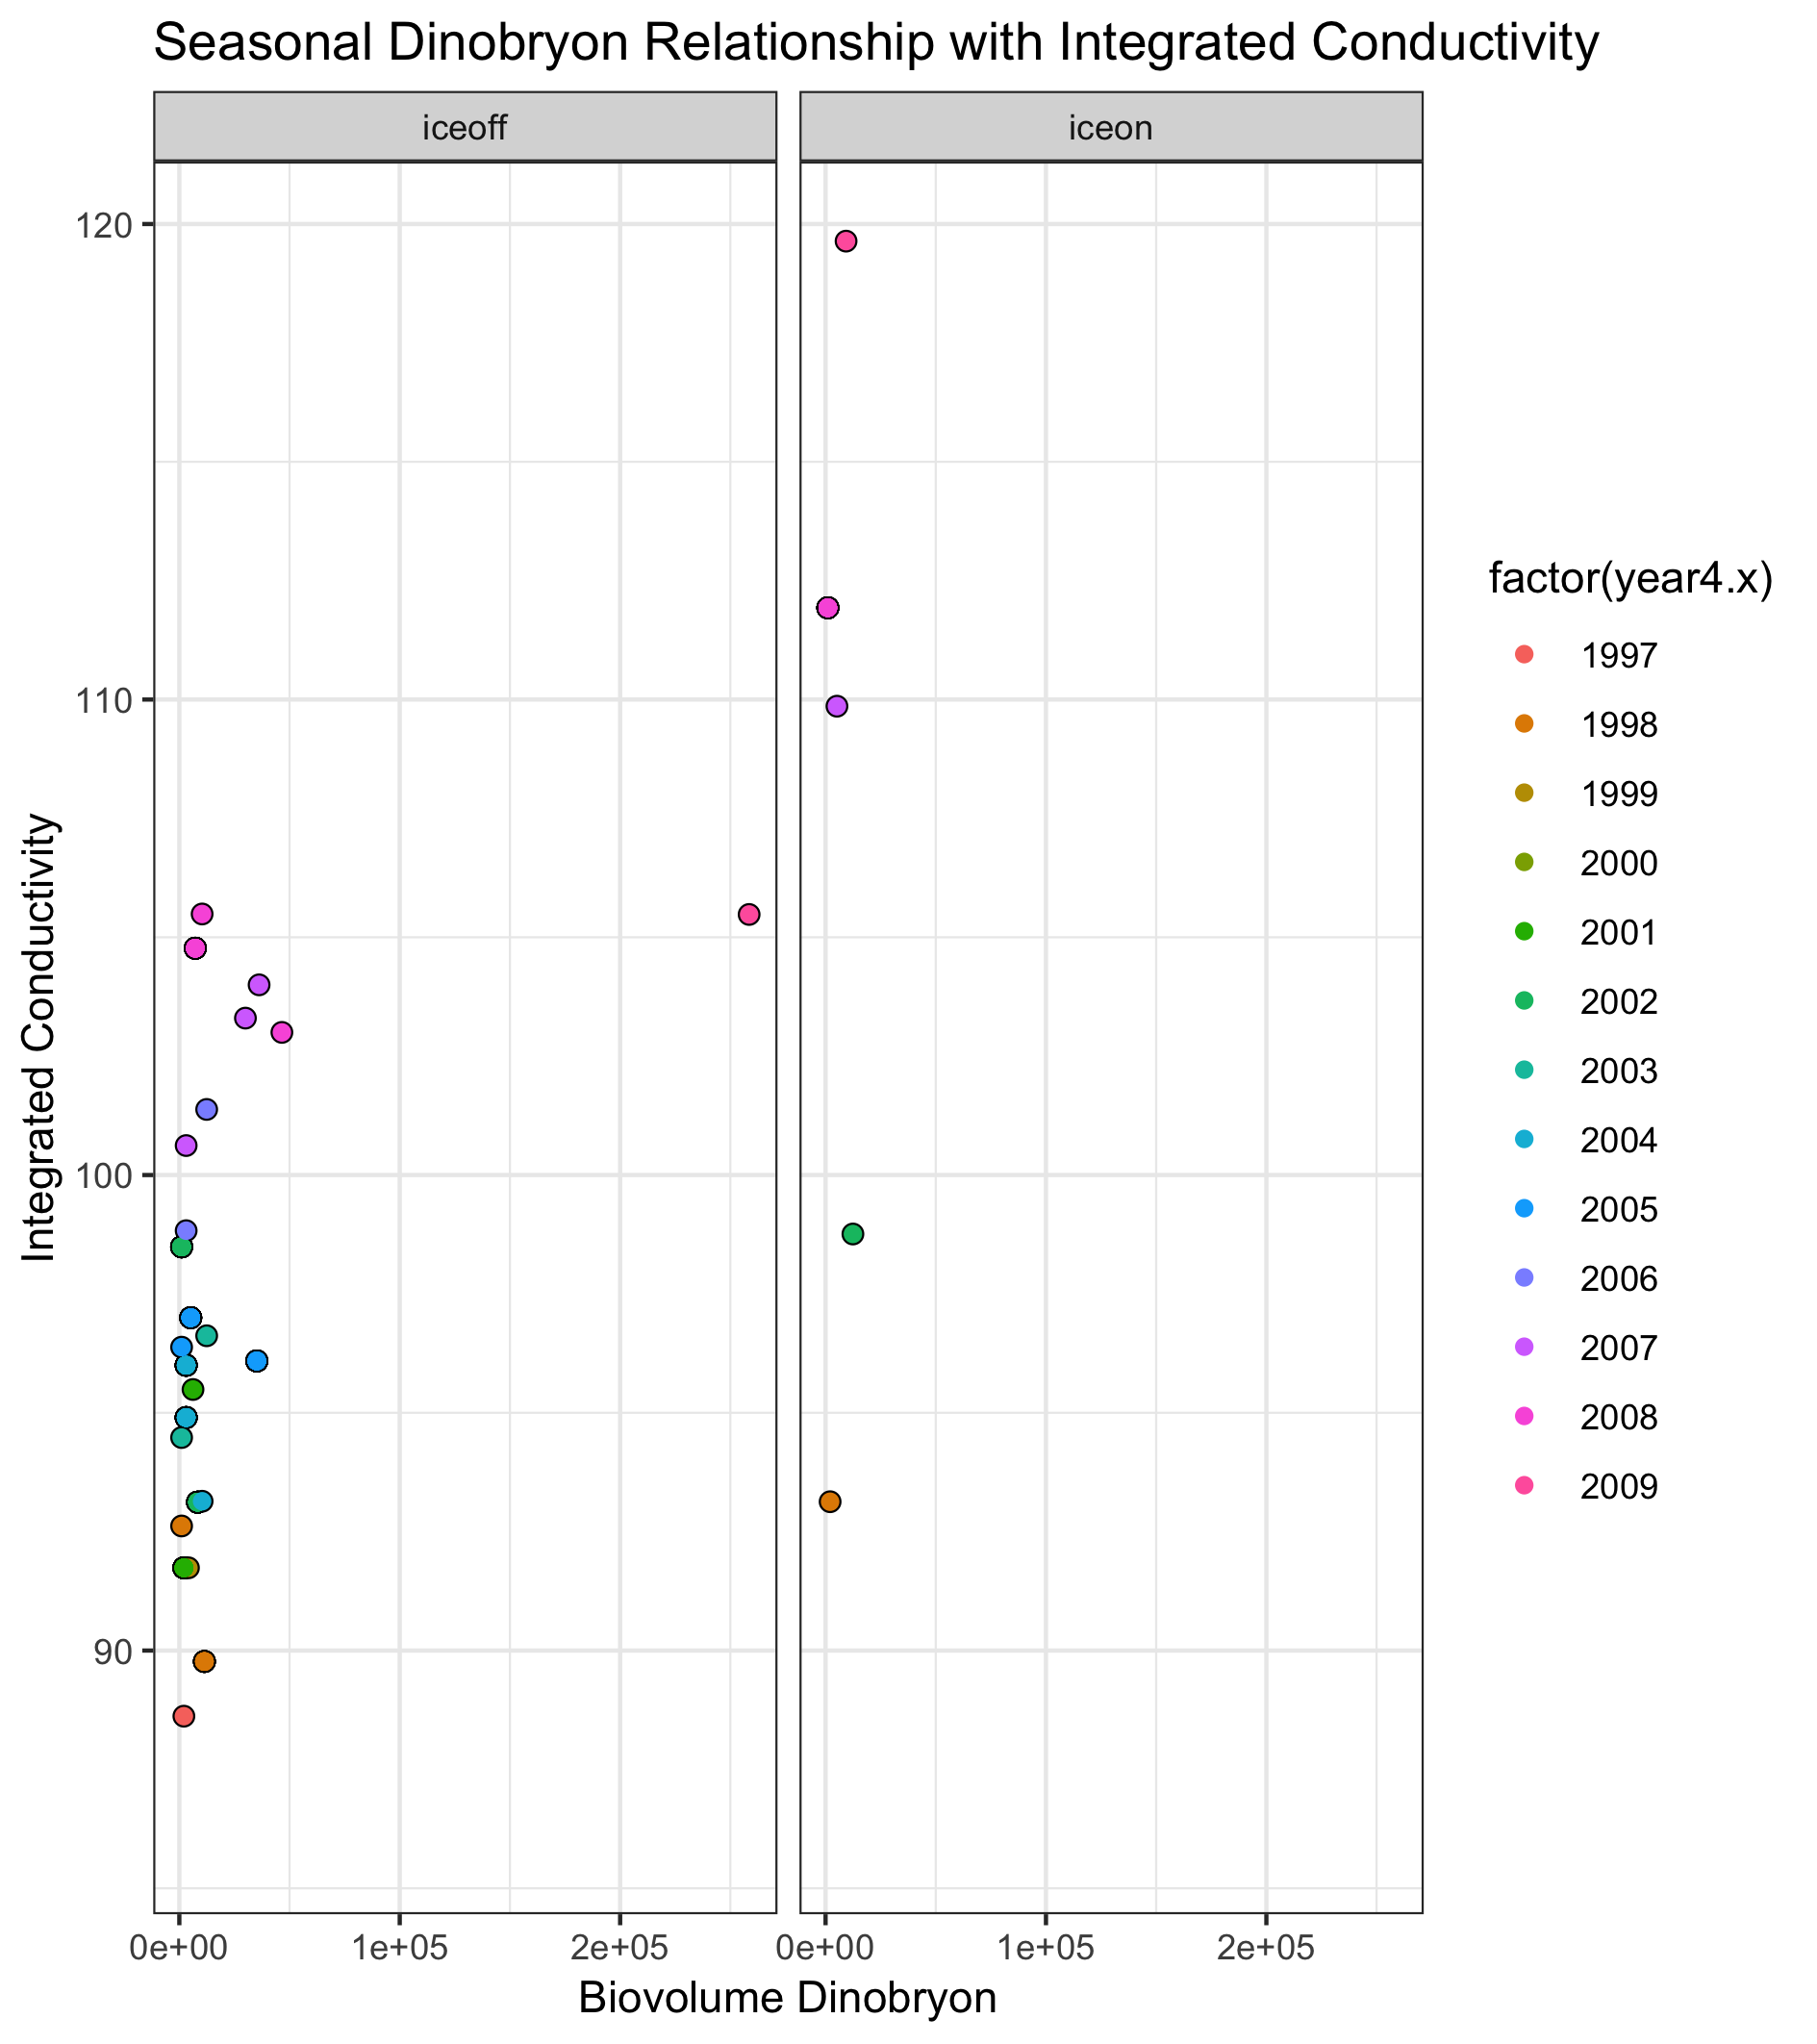 Seasonal Dinobryon Relationship with Integrated Conductivity
iceoff
iceon
120
110
100
90
Integrated Conductivity
0e+00
1e+05
2e+05
0e+00
1e+05
2e+05
Biovolume Dinobryon
factor(year4.x)
1997
1998
1999
2000
2001
2002
2003
2004
2005
2006
2007
2008
2009